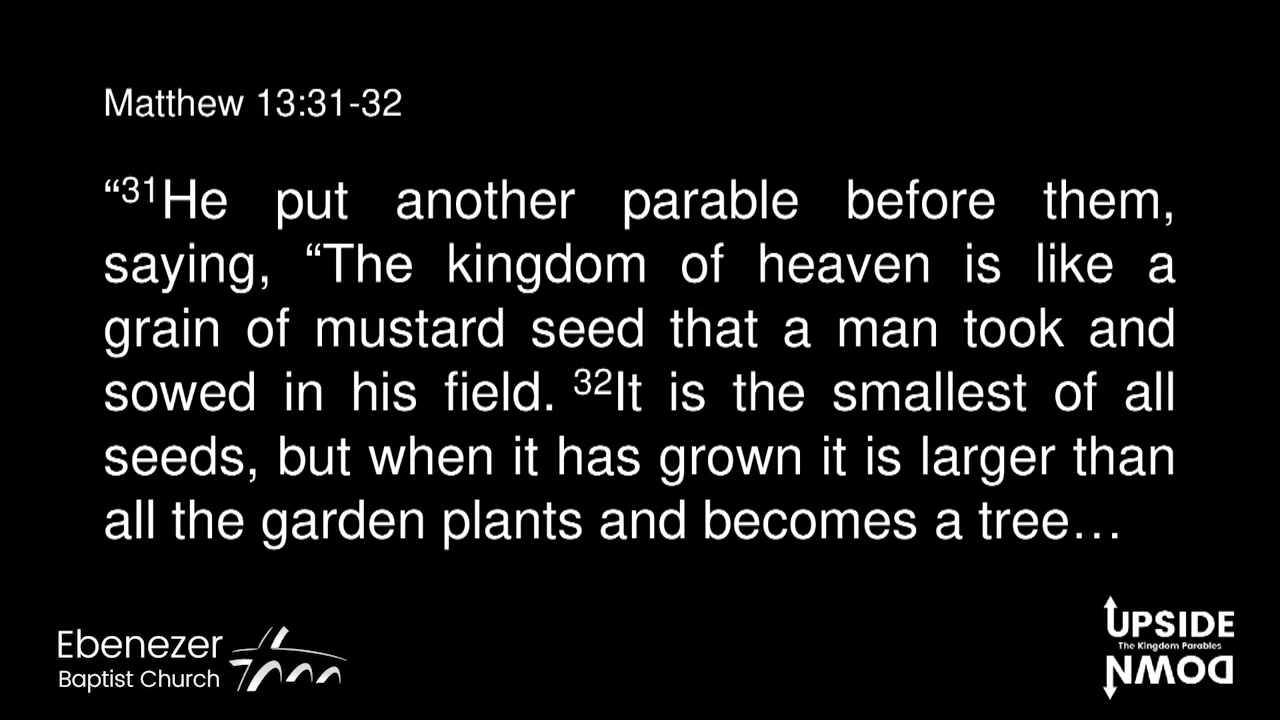 Matthew 13:31-32
“31He put another parable before them,
saying, “The kingdom of heaven is like a
grain of mustard seed that a man took and
sowed in his field. 32It is the smallest of all
seeds, but when it has grown it is larger than
all the garden plants and becomes a tree…
Ebenezer
Baptist Church
UPSIDE
The Kingdom Parables
DOWN